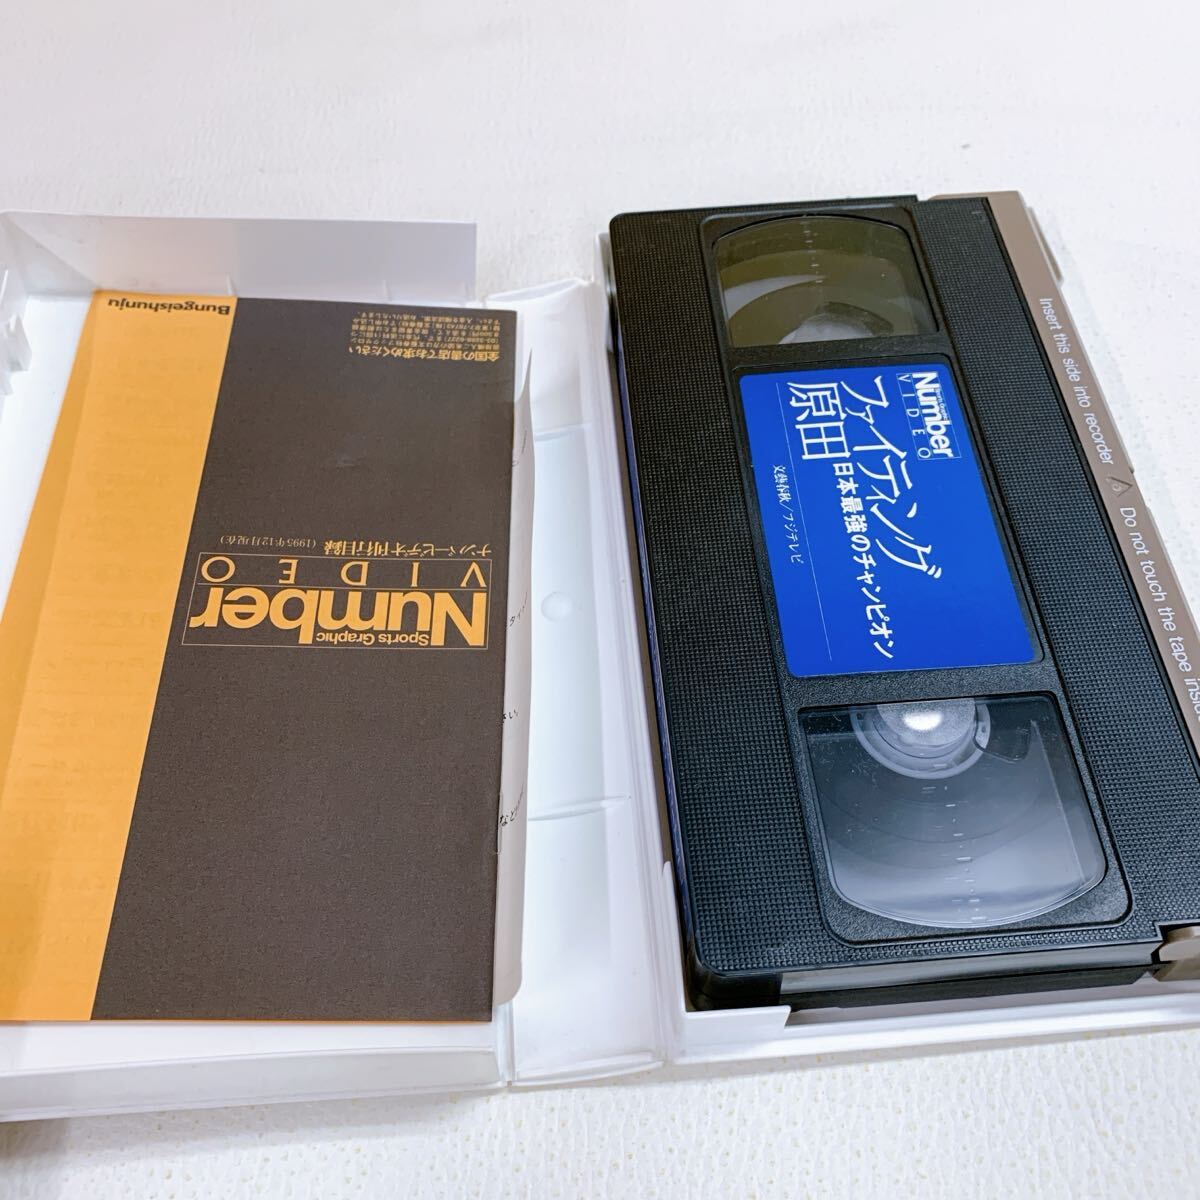 Bungeishunju
全国の書店でお求めください
ナンバービデオ刊行目録 (1995年12月現在)
Sports Graphic
Number
VIDEO
Sports Graphic
Number
VIDEO
ファイティング
原田
日本最強のチャンピオン
文藝春秋/フジテレビ
Insert this side into recorder
Do not touch the tape inside